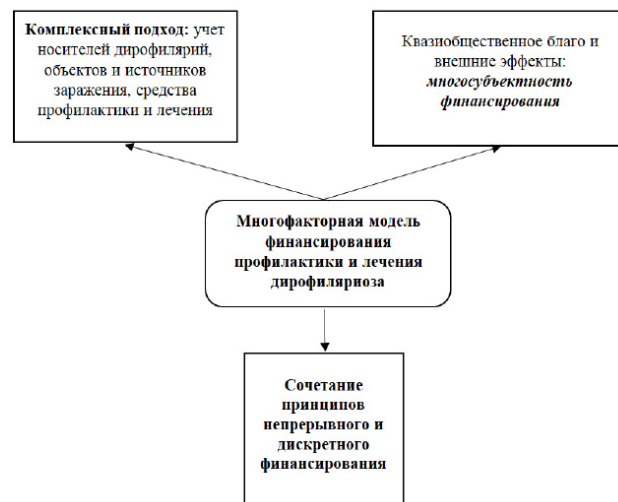 Комплексный подход: учет
носителей дирофилярий,
объектов и источников
заражения, средства
профилактики и лечения
Квазиобщественное благо и
внешние эффекты:
многосубъектность
финансирования
Многофакторная модель
финансирования
профилактики и лечения
дирофиляриоза
Сочетание
принципов
непрерывного и
дискретного
финансирования